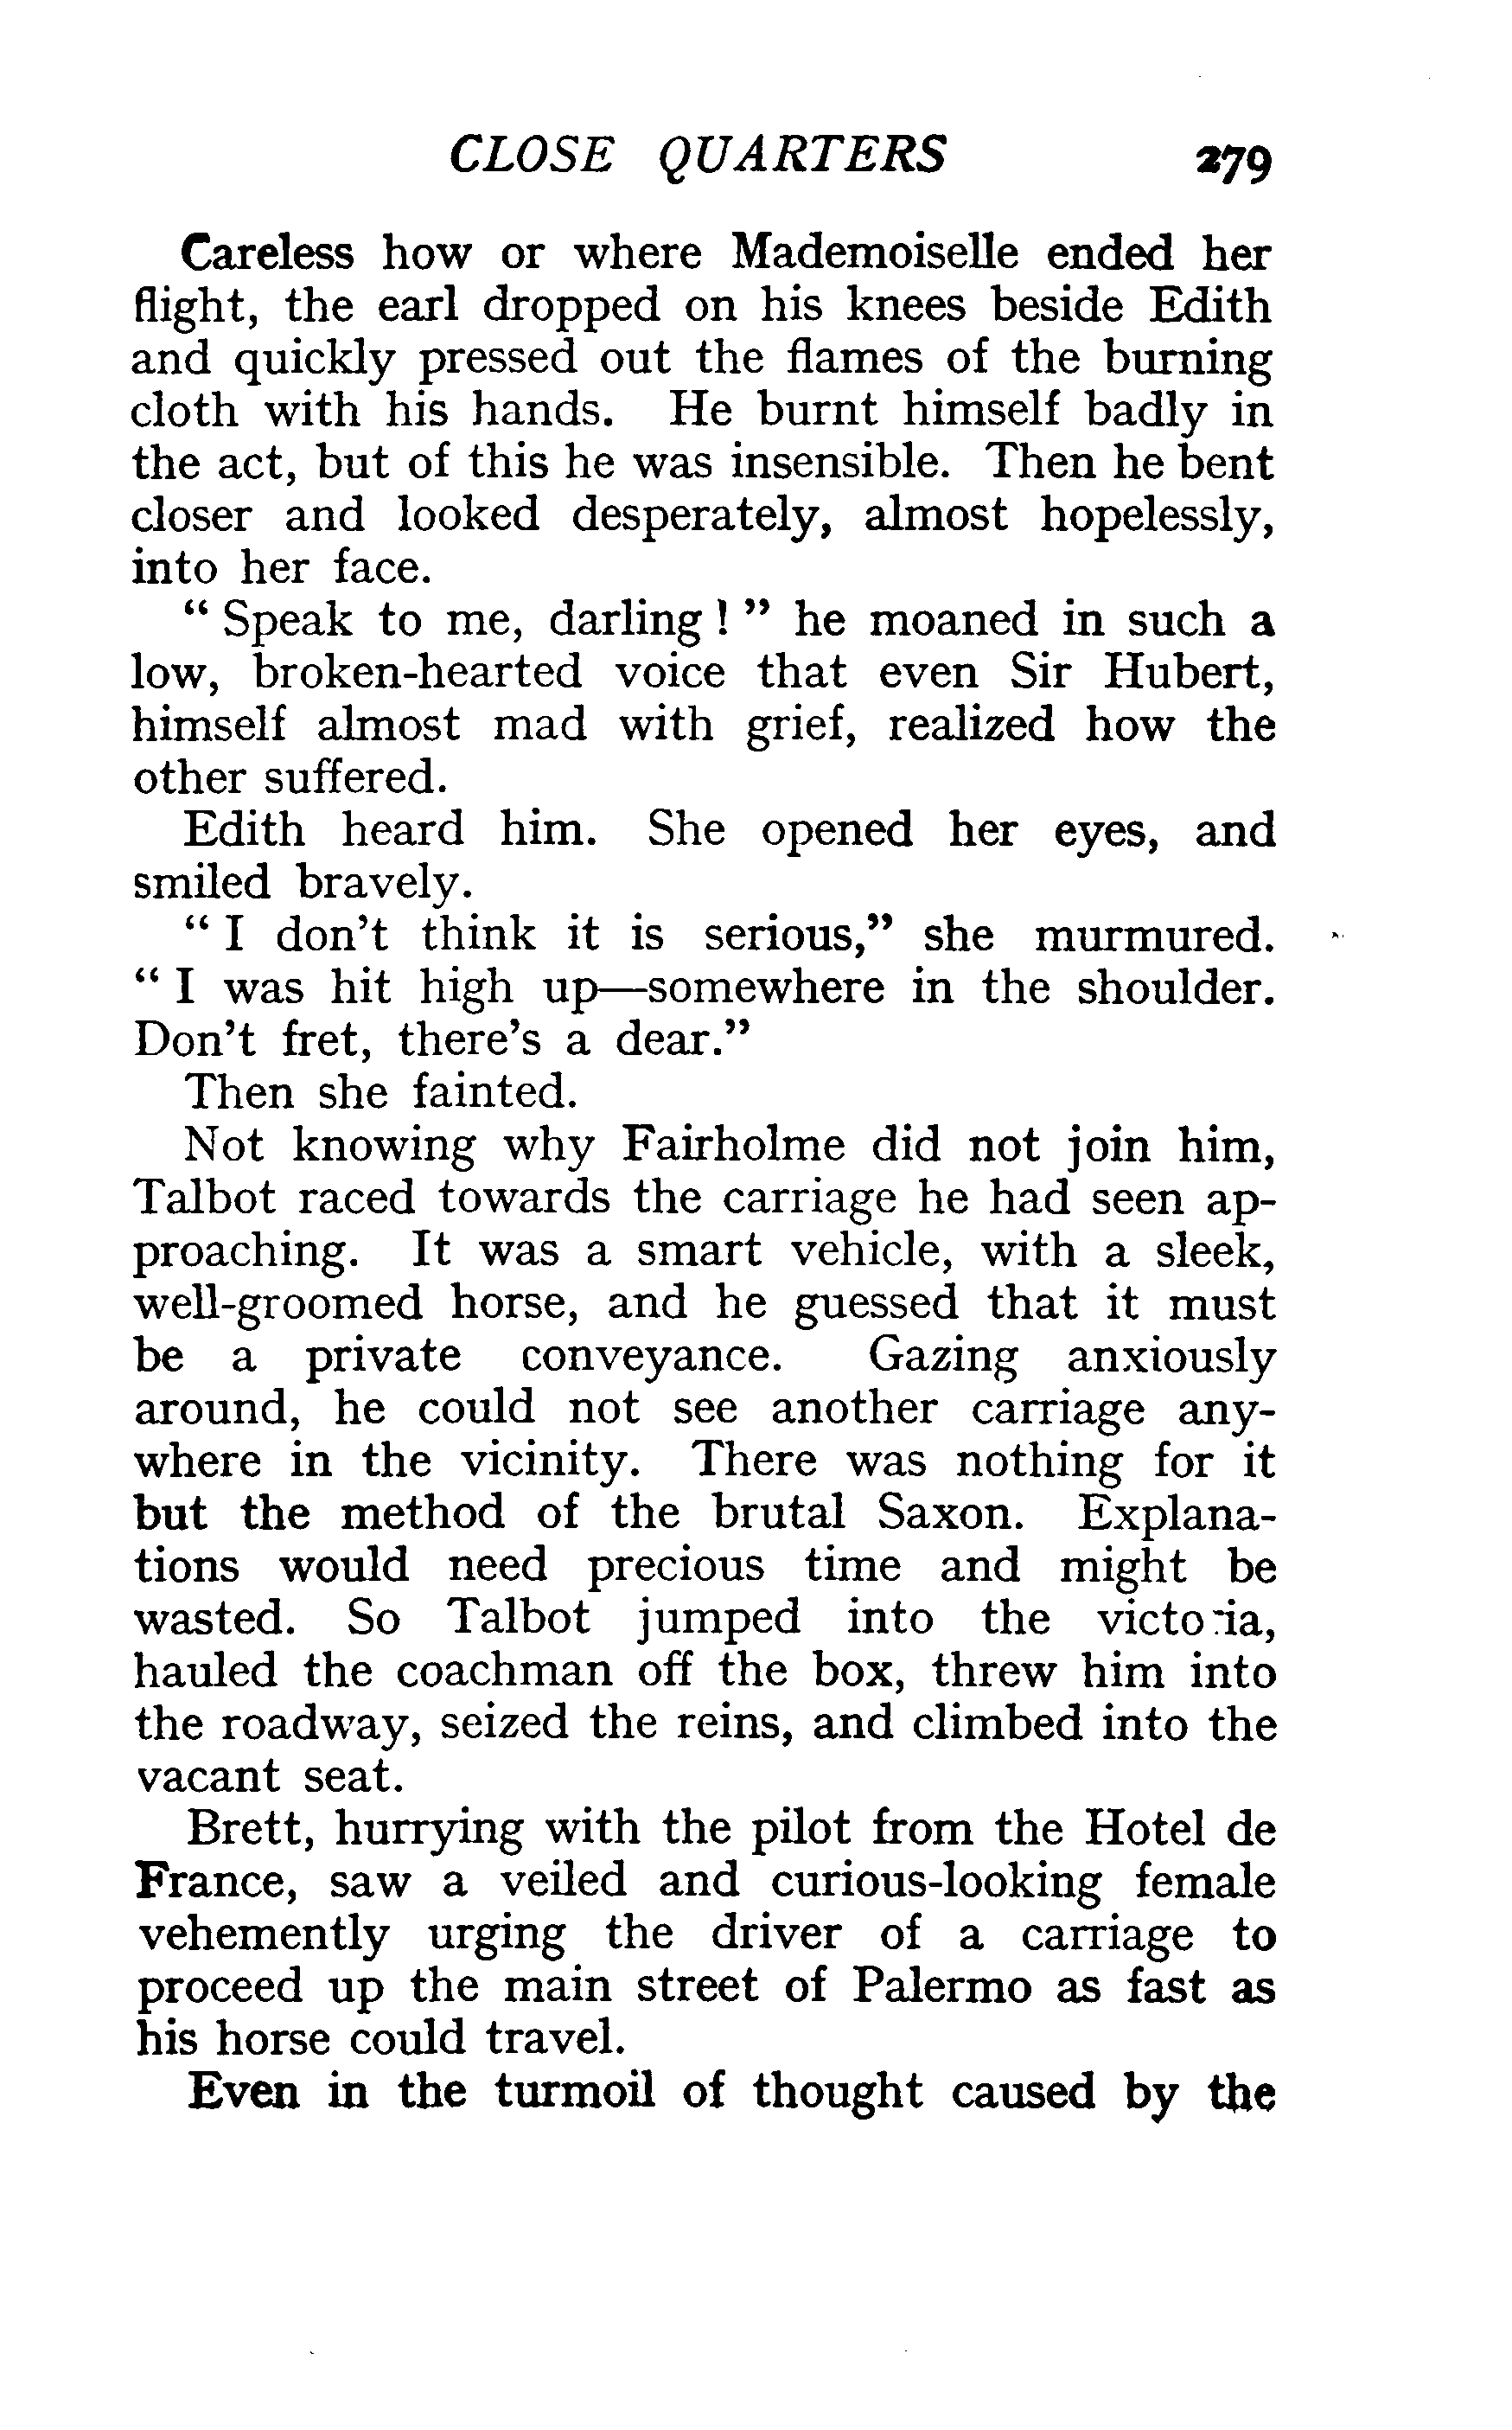 CLOSE QUARTERS 279
Careless how or where Mademoiselle ended her
flight, the earl dropped on his knees beside Edith
and quickly pressed out the flames of the burning
cloth with his hands. He burnt himself badly in
the act, but of this he was insensible. Then he bent
closer and looked desperately, almost hopelessly,
into her face.
" Speak to me, darling ! " he moaned in such a
low, broken-hearted voice that even Sir Hubert,
himself almost mad with grief, realized how the
other suffered.
Edith heard him. She opened her eyes, and
smiled bravely.
" I don't think it is serious," she murmured.
" I was hit high up—somewhere in the shoulder.
Don't fret, there's a dear."
Then she fainted.
Not knowing why Fairholme did not join him,
Talbot raced towards the carriage he had seen ap-
proaching. It was a smart vehicle, with a sleek,
well-groomed horse, and he guessed that it must
be a private conveyance. Gazing anxiously
around, he could not see another carriage any-
where in the vicinity. There was nothing for it
but the method of the brutal Saxon. Explana-
tions would need precious time and might be
wasted. So Talbot jumped into the victoria,
hauled the coachman off the box, threw him into
the roadway, seized the reins, and climbed into the
vacant seat.
Brett, hurrying with the pilot from the Hotel de
France, saw a veiled and curious-looking female
vehemently urging the driver of a carriage to
proceed up the main street of Palermo as fast as
his horse could travel.
Even in the turmoil of thought caused by the